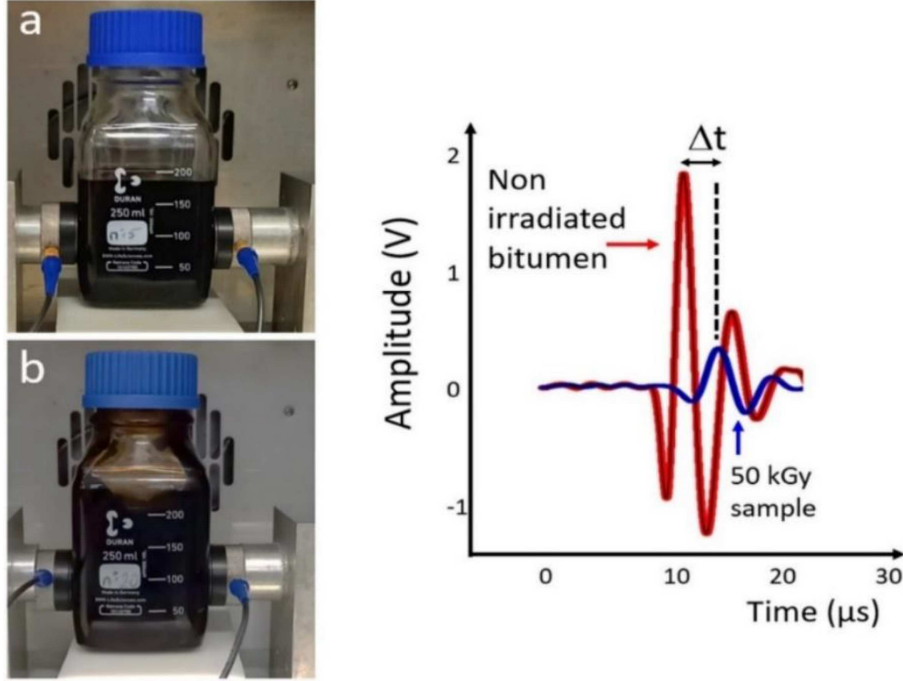 a
200
DURAN
150
250 ml
100
50
b
200
DURAN
150
250 ml
100
50
Δt
Non
irradiated
bitumen
50 kGy
sample
2
1
0
-1
Amplitude (V)
0
10
20
30
Time (μs)